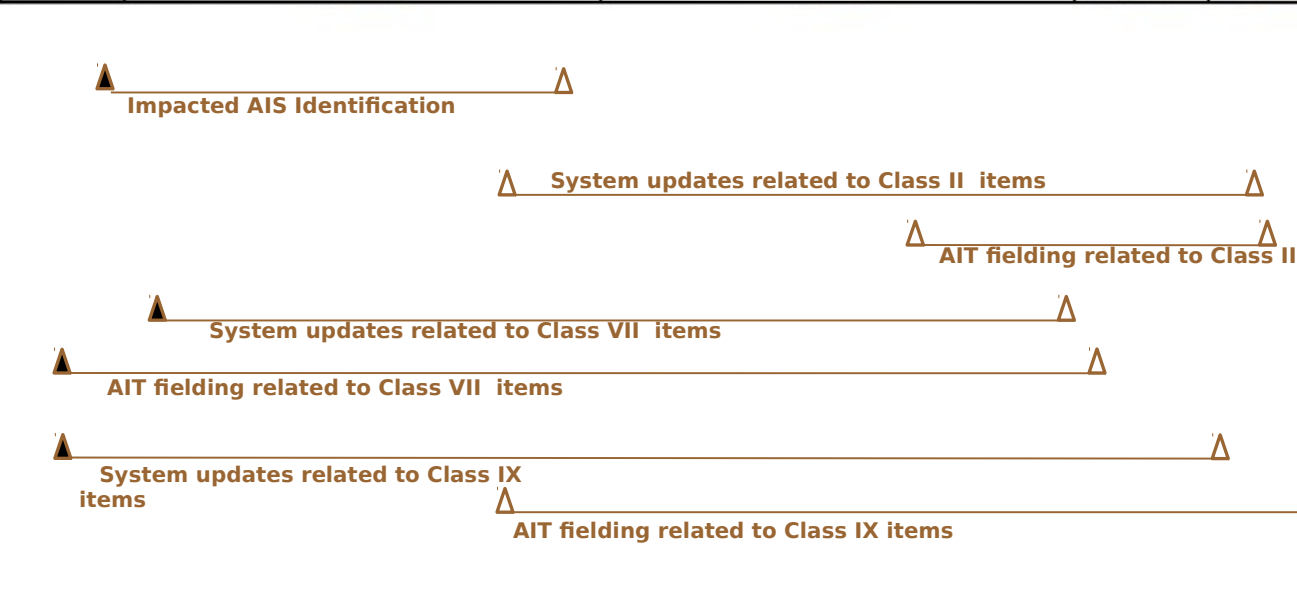 Impacted AIS Identification
System updates related to Class II  items
AIT fielding related to Class II
System updates related to Class VII  items
AIT fielding related to Class VII  items
System updates related to Class IX
items
AIT fielding related to Class IX items